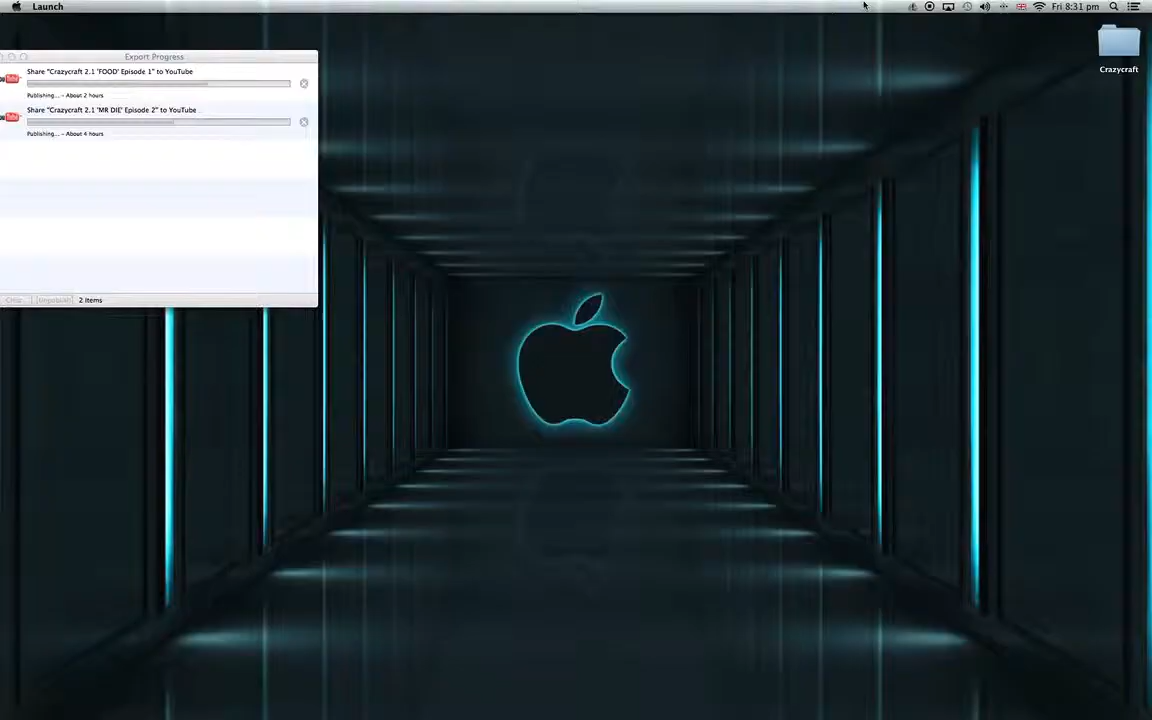 Launch
Fri 8:31 pm
Export Progress
Share "Crazycraft 2.1 'FOOD' Episode 1" to YouTube
Publishing... - About 2 hours
Share "Crazycraft 2.1 'MR DIE' Episode 2" to YouTube
Publishing... - About 4 hours
2 items
Crazycraft